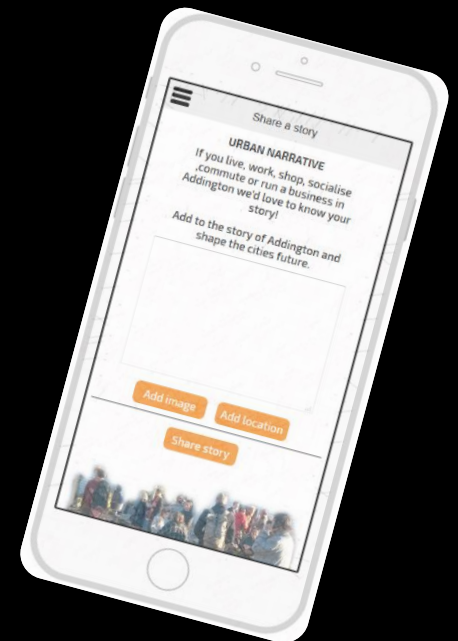 Share a story
URBAN NARRATIVE
If you live, work, shop, socialise
,commute or run a business in
Addington we'd love to know your
story!
Add to the story of Addington and
shape the cities future.
Add image
Add location
Share story